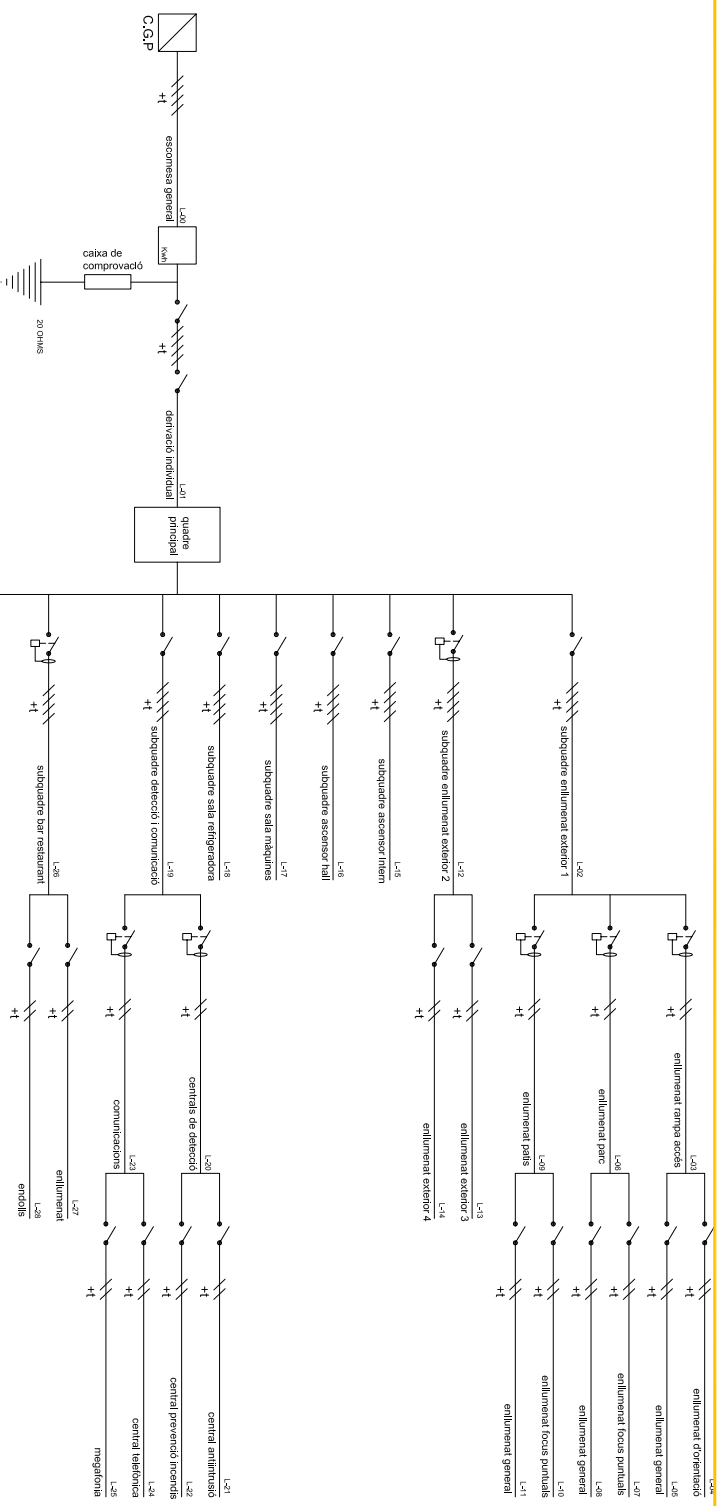 C.G.P
+t
escomesa general
L-00
Kwh
caixa de
comprovació
20 OHMS
+t
derivació individual
L-01
quadre
principal
+t
subquadre enllumenat exterior 1
L-02
+t
enllumenat rampa accés
L-03
+t
enllumenat d'orientació
L-04
+t
enllumenat general
L-05
+t
enllumenat parc
L-06
+t
enllumenat focus puntuals
L-07
+t
enllumenat general
L-08
+t
enllumenat patis
L-09
+t
enllumenat focus puntuals
L-10
+t
enllumenat general
L-11
+t
subquadre enllumenat exterior 2
L-12
+t
enllumenat exterior 3
L-13
+t
enllumenat exterior 4
L-14
+t
subquadre ascensor intern
L-15
+t
subquadre ascensor hall
L-16
+t
subquadre sala màquines
L-17
+t
subquadre sala refrigeradora
L-18
+t
subquadre detecció i comunicació
L-19
+t
centrals de detecció
L-20
+t
central antiintrusió
L-21
+t
central prevenció incendis
L-22
+t
comunicacions
L-23
+t
central telefònica
L-24
+t
megafonia
L-25
+t
subquadre bar restaurant
L-26
+t
enllumenat
L-27
+t
endolls
L-28